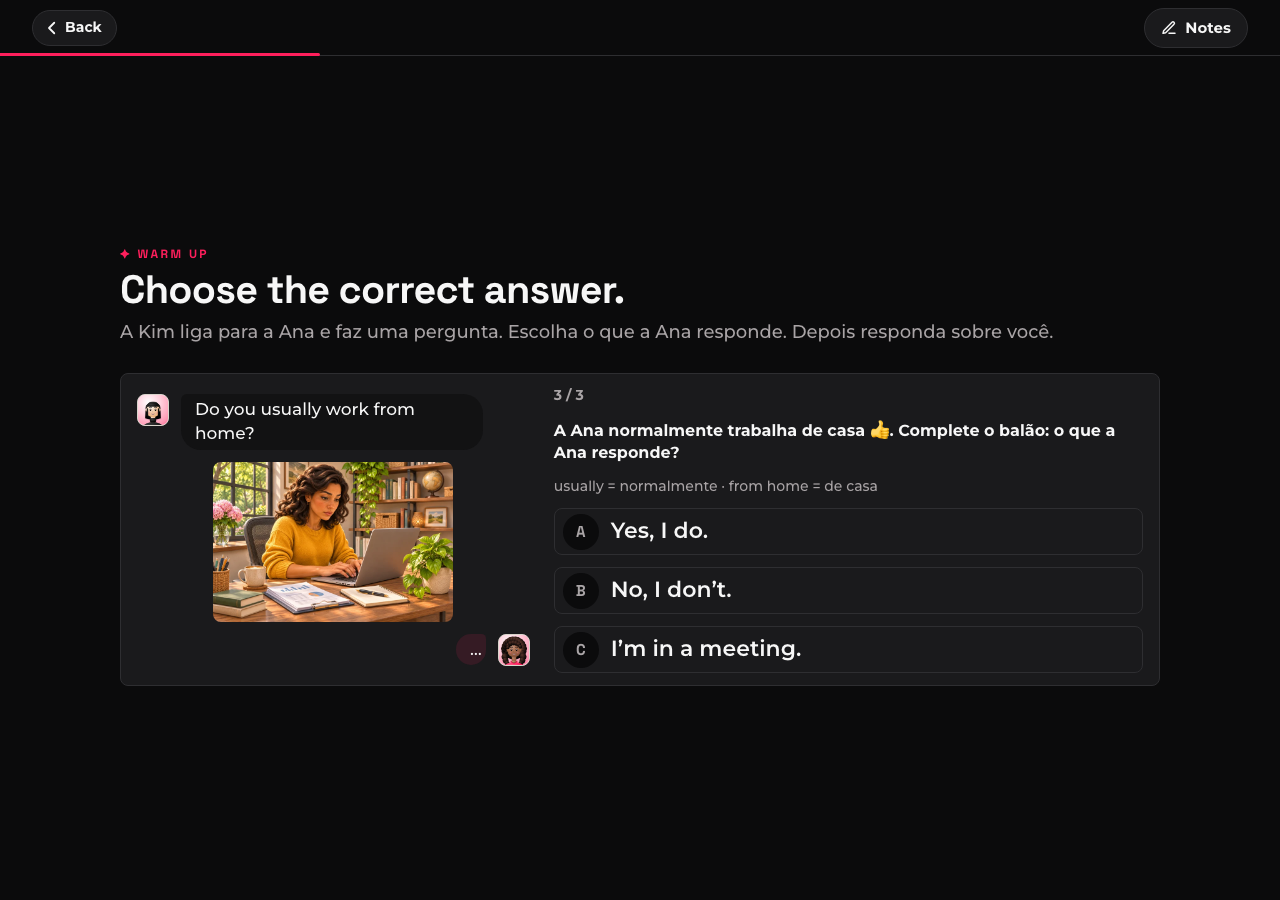 Back
Notes
WARM UP
Choose the correct answer.
A Kim liga para a Ana e faz uma pergunta. Escolha o que a Ana responde. Depois responda sobre você.
Do you usually work from
home?
...
3 / 3
A Ana normalmente trabalha de casa 👍. Complete o balão: o que a
Ana responde?
usually = normalmente · from home = de casa
A Yes, I do.
B No, I don’t.
C I’m in a meeting.